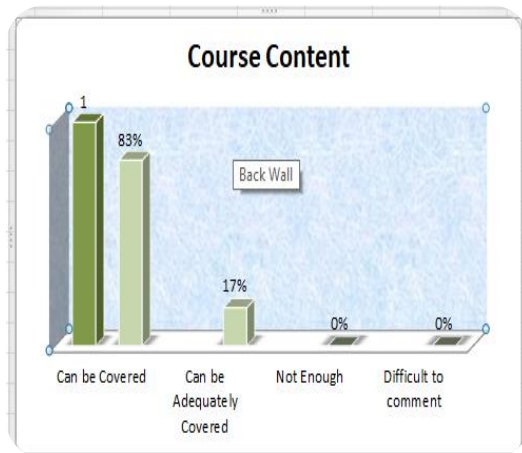 Course Content
1
83%
Back Wall
17%
0%
0%
Can be Covered
Can be
Adequately
Covered
Not Enough
Difficult to
comment